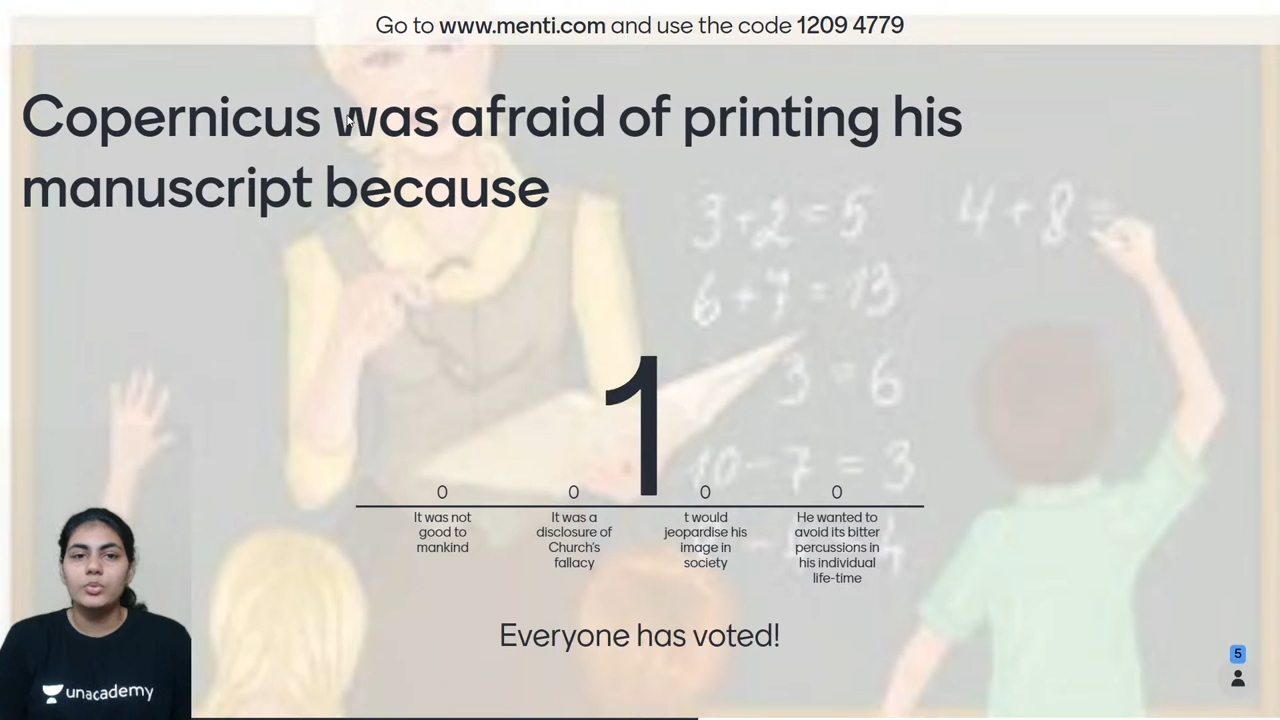 Go to www.menti.com and use the code 1209 4779
Copernicus was afraid of printing his
manuscript because
3+2=5
4+8=
6+7=13
3=6
10-7=3
1
0
0
0
0
It was not
good to
mankind
It was a
disclosure of
Church's
fallacy
t would
jeopardise his
image in
society
He wanted to
avoid its bitter
percussions in
his individual
life-time
Everyone has voted!
unacademy
5